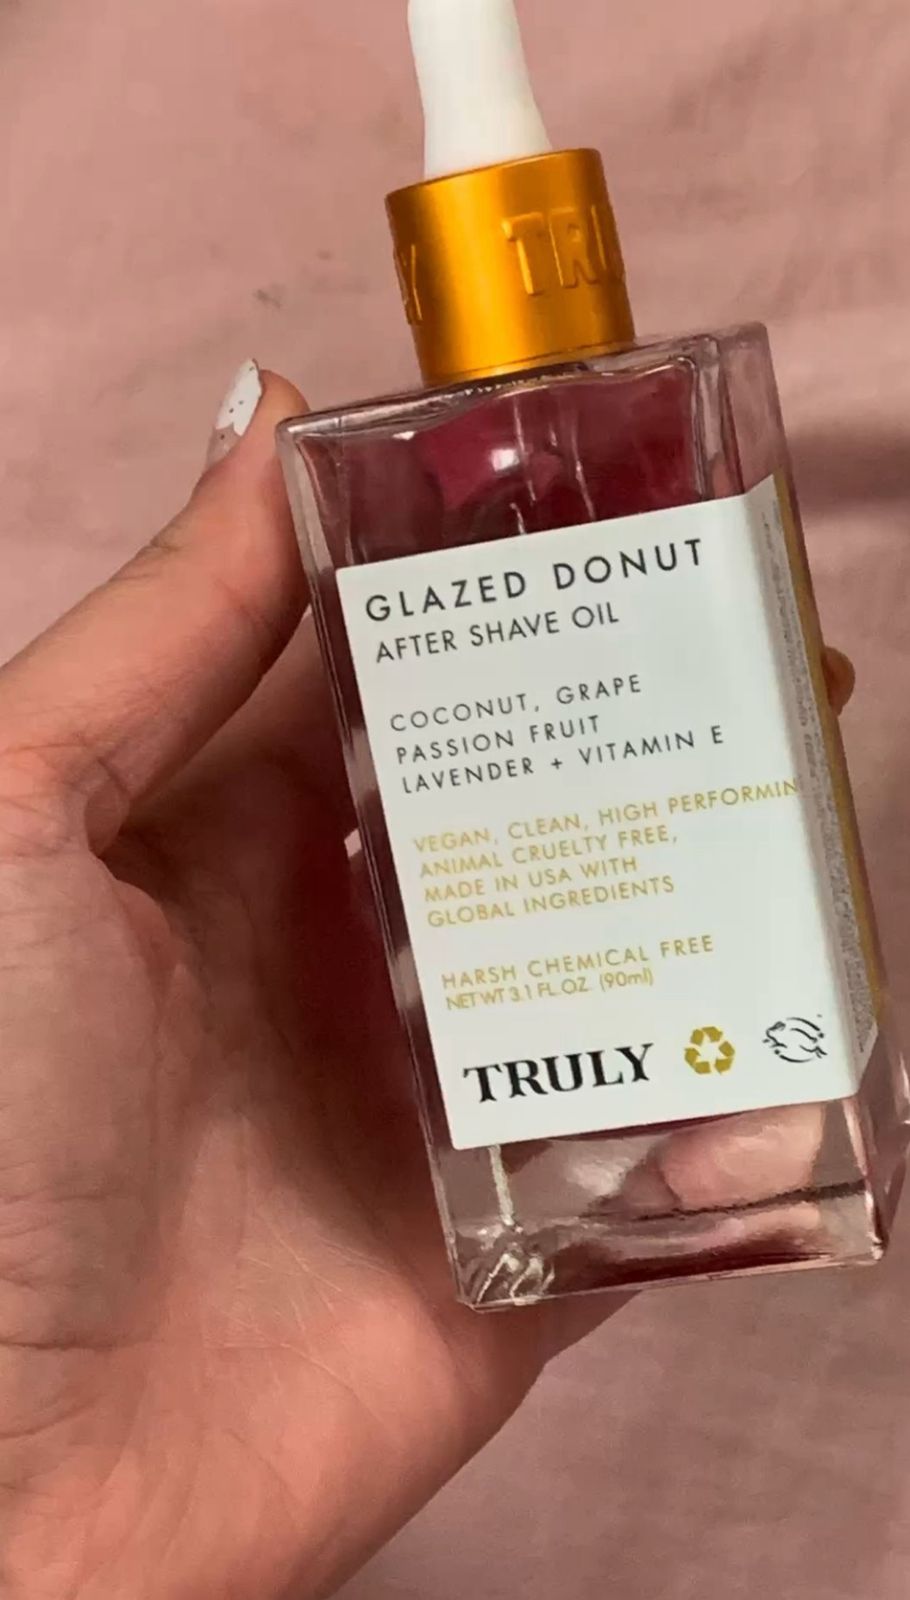 TRU
GLAZED DONUT
AFTER SHAVE OIL
COCONUT, GRAPE
PASSION FRUIT
LAVENDER + VITAMIN E
VEGAN, CLEAN, HIGH PERFORMIN
ANIMAL CRUELTY FREE,
MADE IN USA WITH
GLOBAL INGREDIENTS
HARSH CHEMICAL FREE
NET WT 3.1 FL.OZ. (90ml)
TRULY